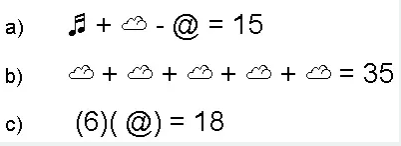 a) 🎵 + ☁ - @ = 15
b) ☁ + ☁ + ☁ + ☁ + ☁ = 35
c) (6)( @) = 18